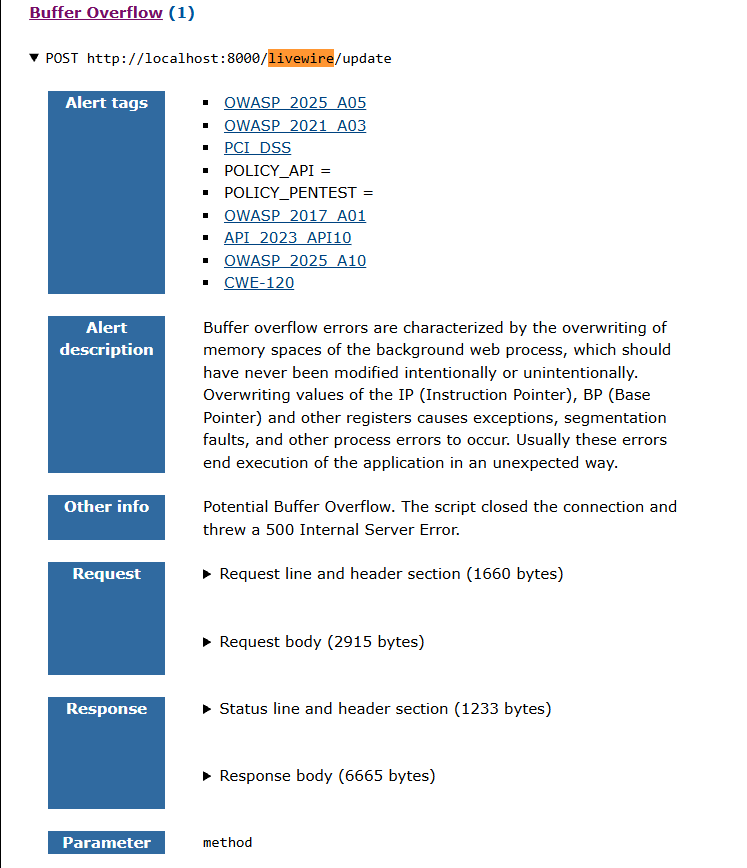 Buffer Overflow (1)
▼ POST http://localhost:8000/livewire/update
Alert tags
▪ OWASP_2025_A05
▪ OWASP_2021_A03
▪ PCI_DSS
▪ POLICY_API =
▪ POLICY_PENTEST =
▪ OWASP_2017_A01
▪ API_2023_API10
▪ OWASP_2025_A10
▪ CWE-120
Alert
description
Buffer overflow errors are characterized by the overwriting of
memory spaces of the background web process, which should
have never been modified intentionally or unintentionally.
Overwriting values of the IP (Instruction Pointer), BP (Base
Pointer) and other registers causes exceptions, segmentation
faults, and other process errors to occur. Usually these errors
end execution of the application in an unexpected way.
Other info
Potential Buffer Overflow. The script closed the connection and
threw a 500 Internal Server Error.
Request
▶ Request line and header section (1660 bytes)
▶ Request body (2915 bytes)
Response
▶ Status line and header section (1233 bytes)
▶ Response body (6665 bytes)
Parameter
method